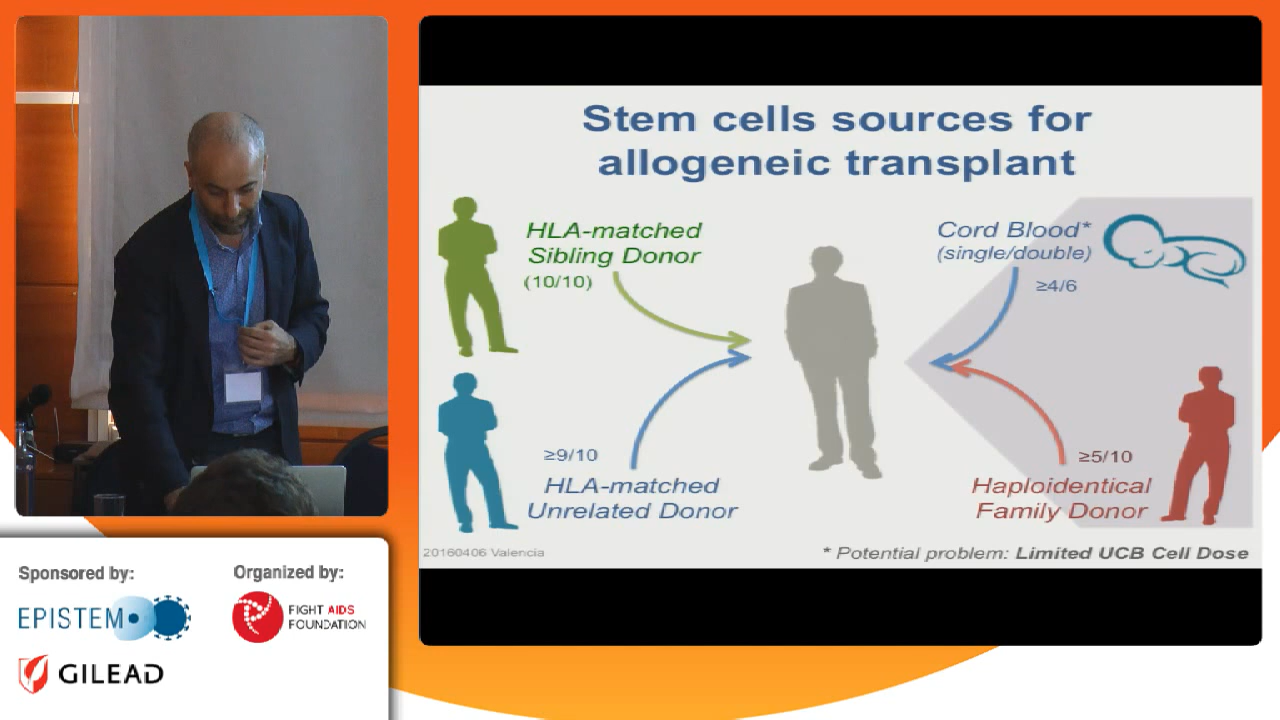 Stem cells sources for
allogeneic transplant
HLA-matched
Sibling Donor
(10/10)
Cord Blood*
(single/double)
≥4/6
≥9/10
HLA-matched
Unrelated Donor
≥5/10
Haploidentical
Family Donor
20160406 Valencia
* Potential problem: Limited UCB Cell Dose
Sponsored by:
EPISTEM
GILEAD
Organized by:
FIGHT AIDS
FOUNDATION